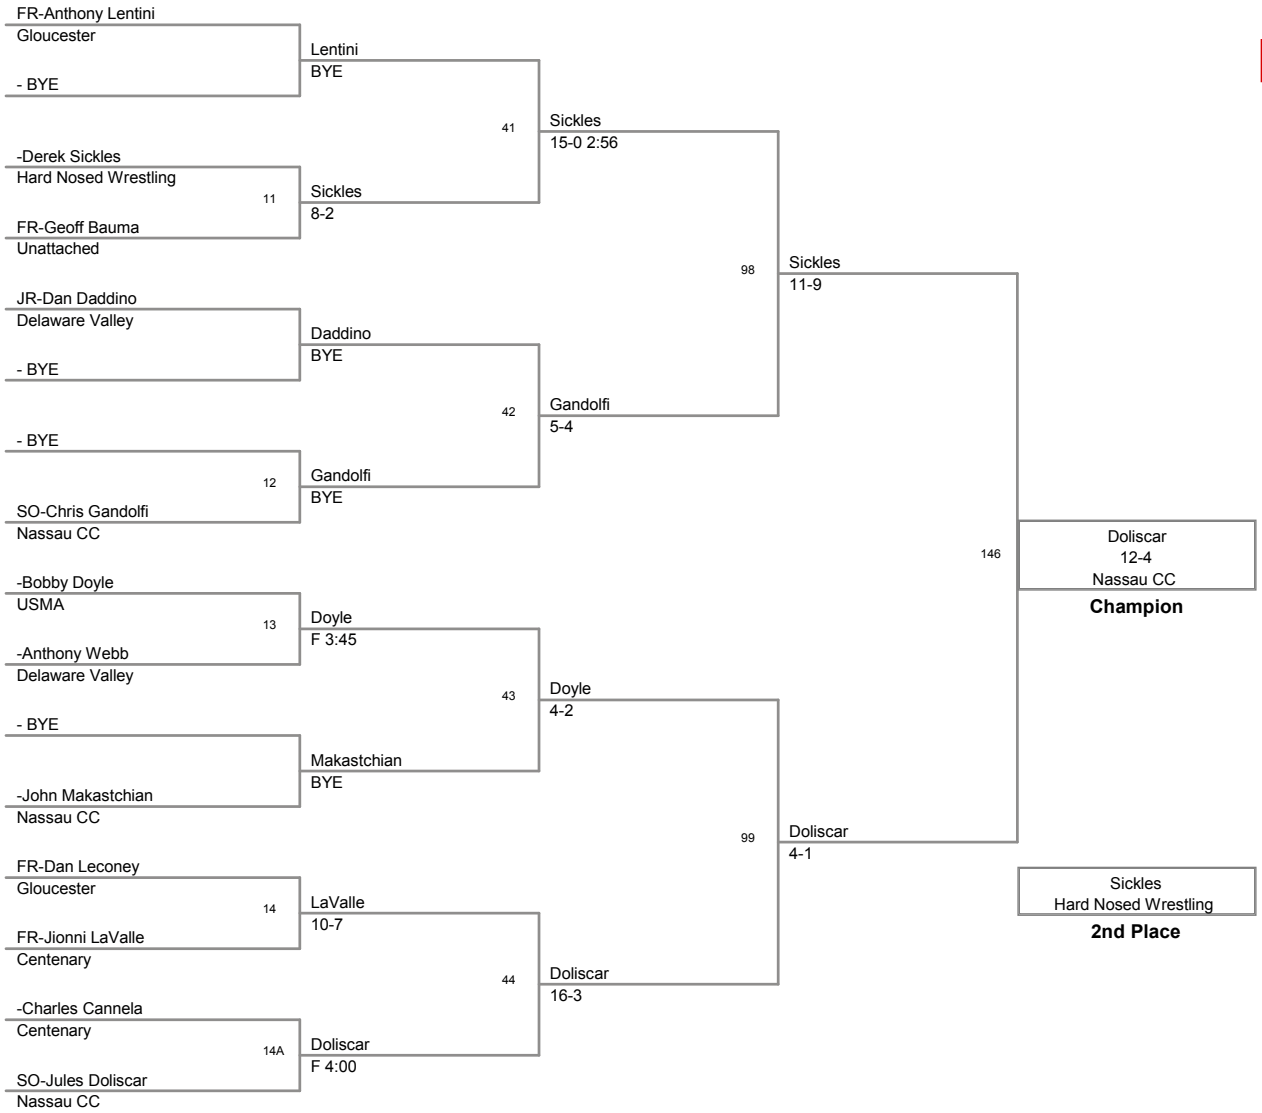 FR-Anthony Lentini
Gloucester
- BYE
-Derek Sickles
Hard Nosed Wrestling
11
FR-Geoff Bauma
Unattached
JR-Dan Daddino
Delaware Valley
- BYE
- BYE
12
SO-Chris Gandolfi
Nassau CC
-Bobby Doyle
USMA
13
-Anthony Webb
Delaware Valley
- BYE
-John Makastchian
Nassau CC
FR-Dan Leconey
Gloucester
14
FR-Jionni LaValle
Centenary
-Charles Cannela
Centenary
14A
SO-Jules Doliscar
Nassau CC
Lentini
BYE
41
Sickles
8-2
Daddino
BYE
42
Gandolfi
BYE
Doyle
F 3:45
43
Makastchian
BYE
LaValle
10-7
44
Doliscar
F 4:00
Sickles
15-0 2:56
98
Gandolfi
5-4
Doyle
4-2
99
Doliscar
16-3
Sickles
11-9
146
Doliscar
4-1
Doliscar
12-4
Nassau CC
Champion
Sickles
Hard Nosed Wrestling
2nd Place